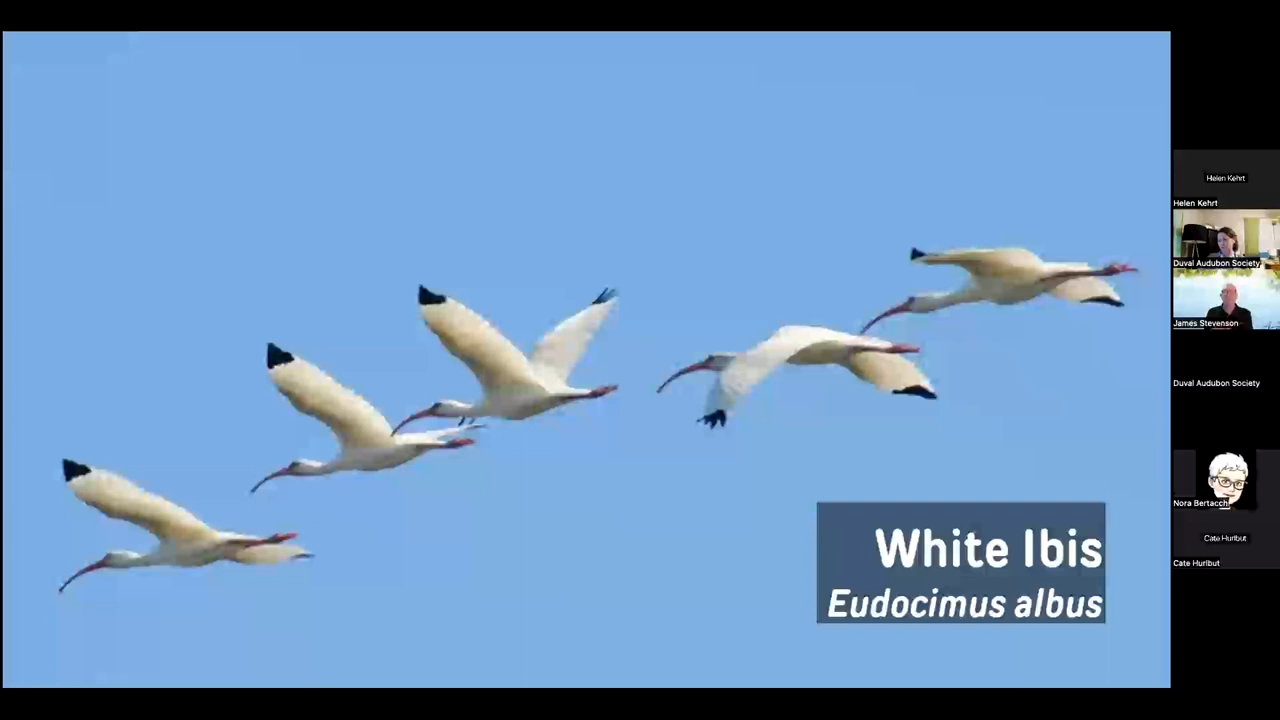 White Ibis
Eudocimus albus
Helen Kehrt
Helen Kehrt
Duval Audubon Society
James Stevenson
Duval Audubon Society
Nora Bertacchi
Cate Hurlbut
Cate Hurlbut